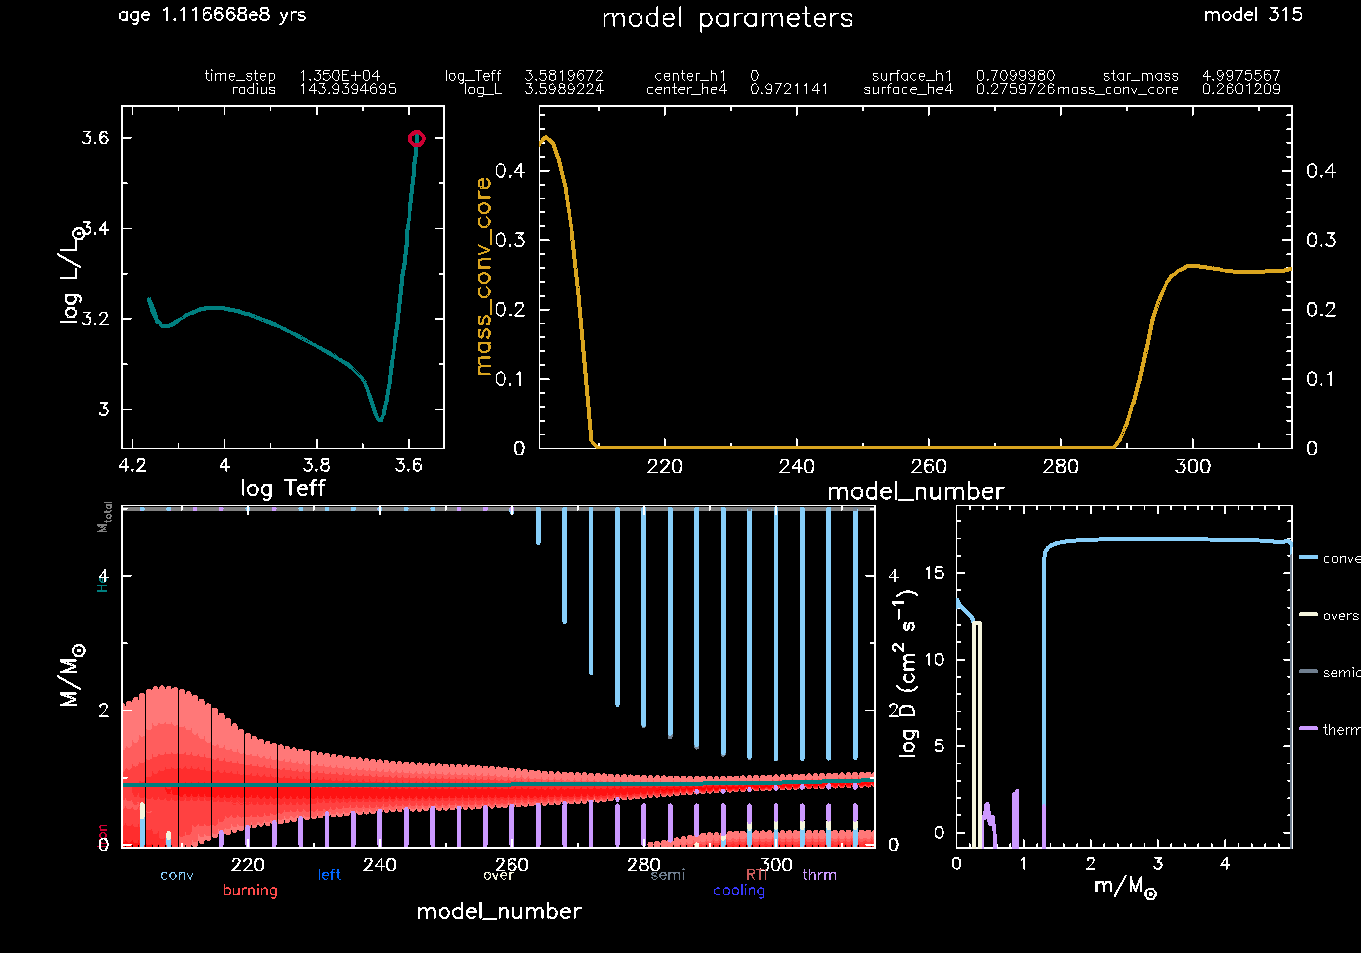 age 1.116668e8 yrs model parameters model 315
time_step 1.350E+04 log_Teff 3.5819672 center_h1 0 surface_h1 0.7099980 star_mass 4.9975567
radius 143.9394695 log_L 3.5989224 center_he4 0.9721141 surface_he4 0.2759726 mass_conv_core 0.2601209
log L/L⊙
3.6
3.4
3.2
3
4.2 4 3.8 3.6
log Teff
mass_conv_core
0.4 0.4
0.3 0.3
0.2 0.2
0.1 0.1
0 0
220 240 260 280 300
model_number
M/M⊙
Mtotal
He
4 4
2 2
0 0
220 240 260 280 300
conv left over semi RTi thrm
burning cooling
model_number
log D (cm² s⁻¹)
15
10
5
0
0 1 2 3 4
m/M⊙
conve
overs
semic
therm